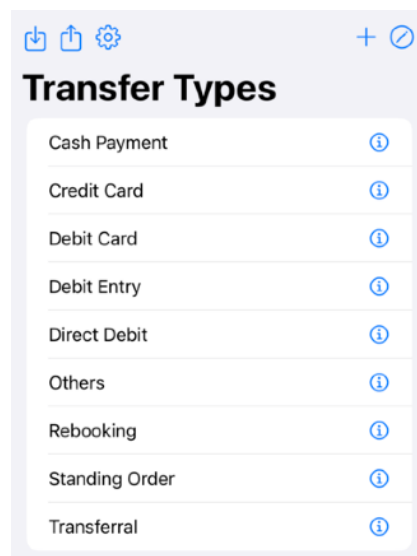 Transfer Types
Cash Payment
Credit Card
Debit Card
Debit Entry
Direct Debit
Others
Rebooking
Standing Order
Transferral